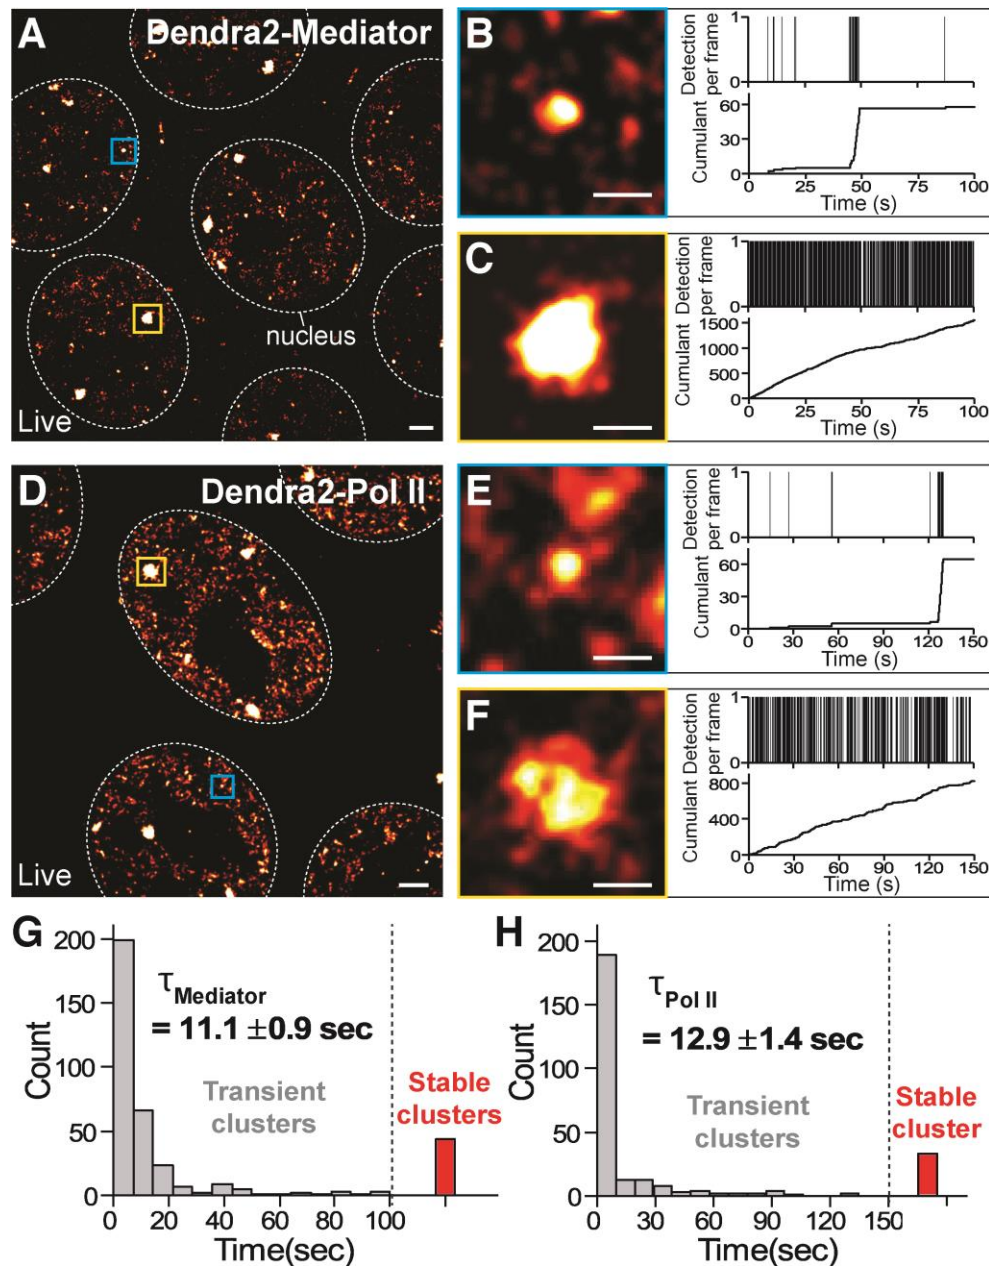 A Dendra2-Mediator
nucleus
Live
B
Detection
per frame
1
0
Cumulant
60
30
0
0 25 50 75 100
Time (s)
C
Detection
per frame
1
0
Cumulant
1500
1000
500
0
0 25 50 75 100
Time (s)
D Dendra2-Pol II
Live
E
Detection
per frame
1
0
Cumulant
60
30
0
0 30 60 90 120 150
Time (s)
F
Detection
per frame
1
0
Cumulant
800
400
0
0 30 60 90 120 150
Time (s)
G
Count
200
150
100
50
0
τMediator
= 11.1 ±0.9 sec
Transient
clusters
Stable
clusters
0 20 40 60 80 100
Time(sec)
H
Count
200
150
100
50
0
τPol II
= 12.9 ±1.4 sec
Transient
clusters
Stable
cluster
0 30 60 90 120 150
Time(sec)